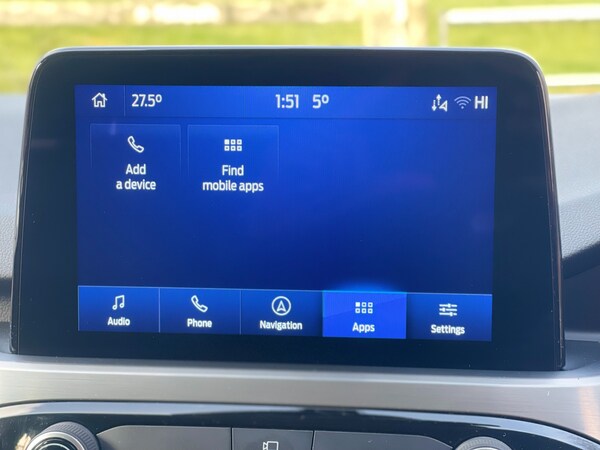 27.5° 1:51 5° HI
Add
a device
Find
mobile apps
Audio Phone Navigation Apps Settings